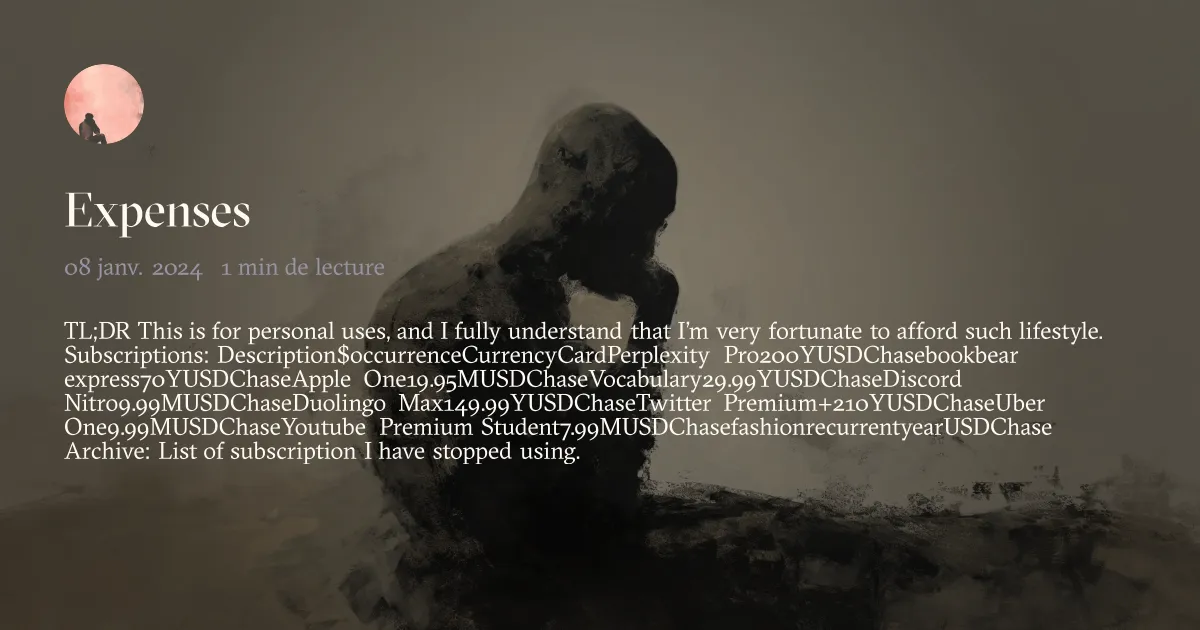 Expenses
08 janv. 2024 1 min de lecture
TL;DR This is for personal uses, and I fully understand that I'm very fortunate to afford such lifestyle.
Subscriptions: Description$occurrenceCurrencyCardPerplexity Pro200YUSDChasebookbear
express70YUSDChaseApple One19.95MUSDChaseVocabulary29.99YUSDChaseDiscord
Nitro9.99MUSDChaseDuolingo Max149.99YUSDChaseTwitter Premium+210YUSDChaseUber
One9.99MUSDChaseYoutube Premium Student7.99MUSDChasefashionrecurrentyearUSDChase
Archive: List of subscription I have stopped using.